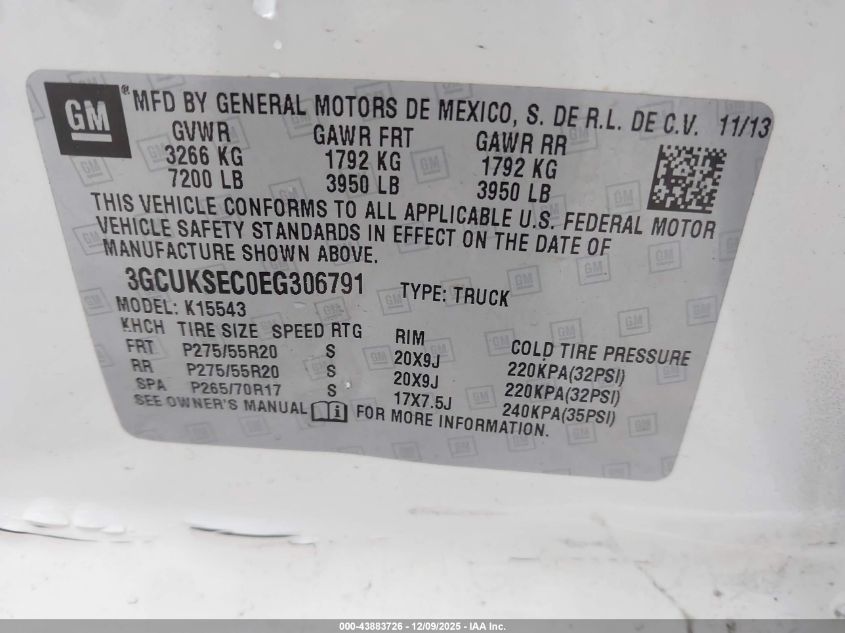 GM ® MFD BY GENERAL MOTORS DE MEXICO, S. DE R.L. DE C.V. 11/13
GVWR GAWR FRT GAWR RR
3266 KG 1792 KG 1792 KG
7200 LB 3950 LB 3950 LB
THIS VEHICLE CONFORMS TO ALL APPLICABLE U.S. FEDERAL MOTOR
VEHICLE SAFETY STANDARDS IN EFFECT ON THE DATE OF
MANUFACTURE SHOWN ABOVE.
3GCUKSEC0EG306791 TYPE: TRUCK
MODEL: K15543
KHCH TIRE SIZE SPEED RTG RIM COLD TIRE PRESSURE
FRT P275/55R20 S 20X9J 220KPA(32PSI)
RR P275/55R20 S 20X9J 220KPA(32PSI)
SPA P265/70R17 S 17X7.5J 240KPA(35PSI)
SEE OWNER'S MANUAL i FOR MORE INFORMATION.
000-43883726 - 12/09/2025 - IAA Inc.